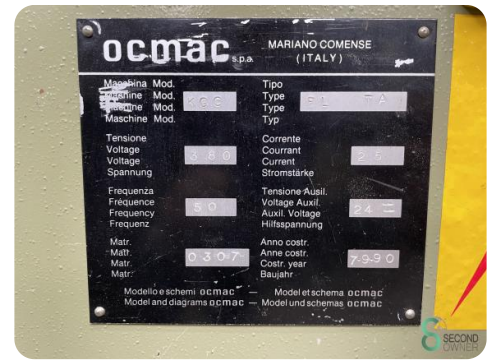 ocmac s.p.a. MARIANO COMENSE
(ITALY)
Macchina Mod. Tipo
Machine Mod. Type
Machine Mod. Type
Maschine Mod. Typ
Tensione Corrente
Voltage 380 Courrant
Voltage Current
Spannung Stromstärke
Frequenza Tensione Ausil.
Fréquence 50 Voltage Auxil. 24
Frequency Auxil. Voltage
Frequenz Hilfsspannung
Matr. Anno costr.
Matr. 0307 Anne costr. 7-9-90
Matr. Costr. year
Matr. Baujahr
Modello e schemi ocmac — Model et schema ocmac
Model and diagrams ocmac — Model und schemas ocmac
SECOND
OWNER